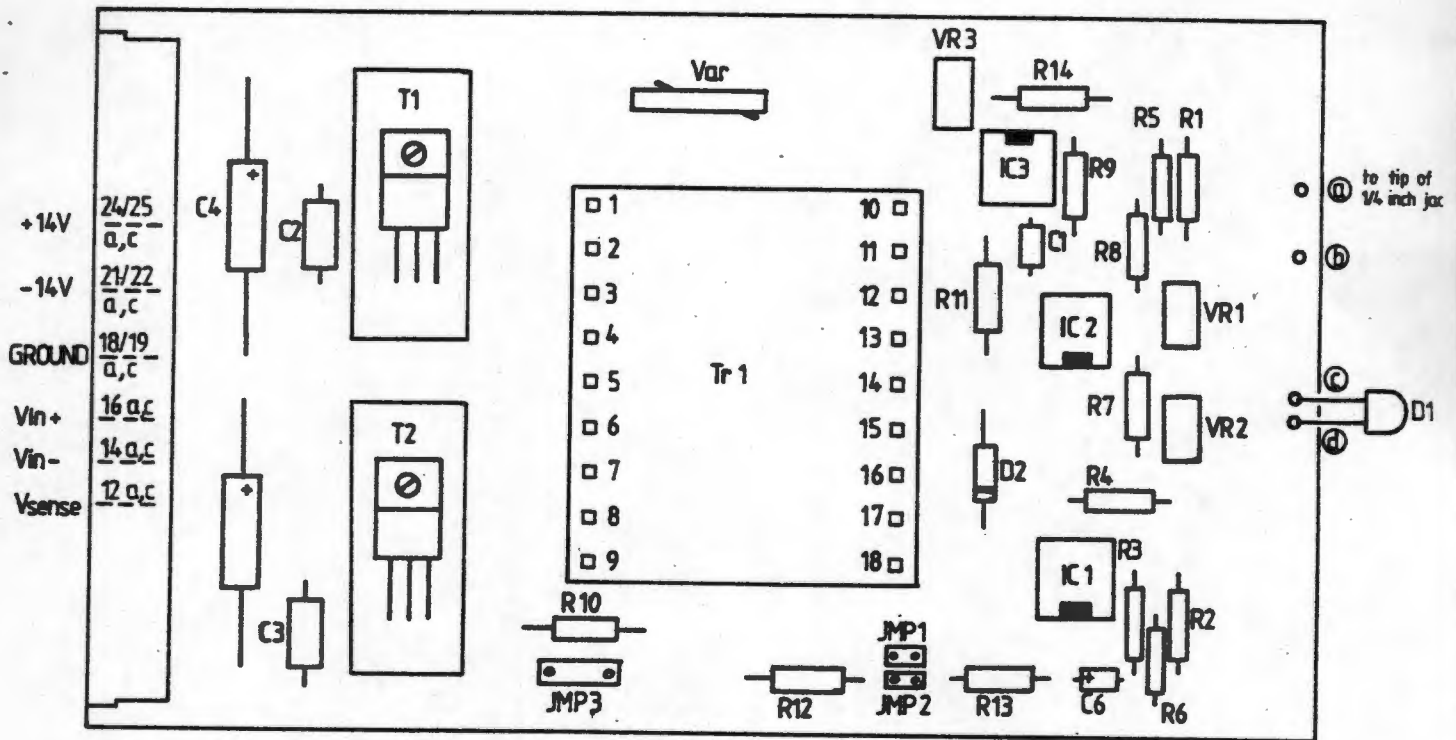 VR3
Var
R14
T1
R5 R1
IC3
R9
a to tip of
1/4 inch jac
24/25
+14V
a,c
C4
C2
1
10
C1
R8
b
2
11
21/22
-14V
a,c
3
12
R11
VR1
IC2
18/19
GROUND
a,c
4
13
Tr1
5
14
c
16 a,c
Vin+
T2
R7
VR2
D1
6
15
d
14 a,c
Vin-
7
16
D2
R4
12 a,c
Vsense
8
17
9
18
R3
IC1
R10
R2
C3
JMP1
JMP3
R12
JMP2
R13
C6
R6